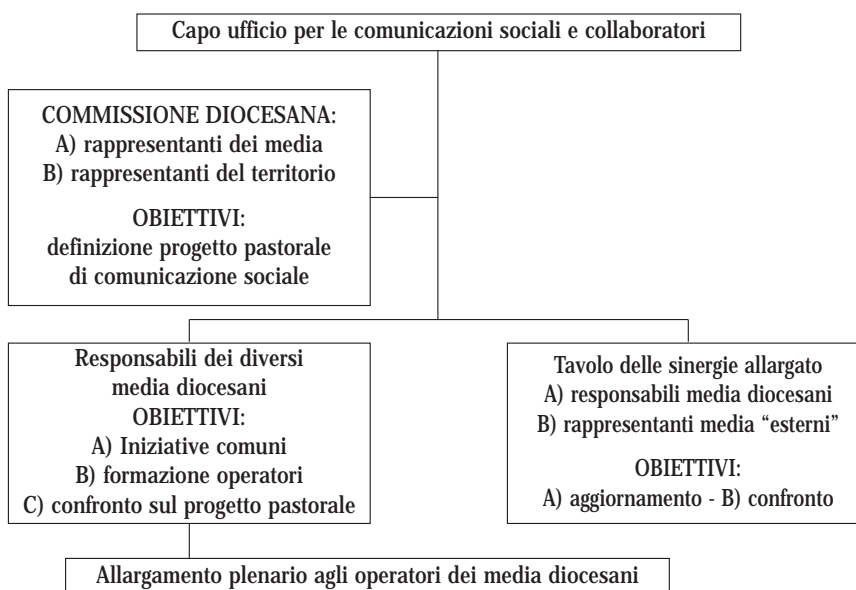 Capo ufficio per le comunicazioni sociali e collaboratori
COMMISSIONE DIOCESANA:
A) rappresentanti dei media
B) rappresentanti del territorio
OBIETTIVI:
definizione progetto pastorale
di comunicazione sociale
Responsabili dei diversi
media diocesani
OBIETTIVI:
A) Iniziative comuni
B) formazione operatori
C) confronto sul progetto pastorale
Tavolo delle sinergie allargato
A) responsabili media diocesani
B) rappresentanti media “esterni”
OBIETTIVI:
A) aggiornamento - B) confronto
Allargamento plenario agli operatori dei media diocesani